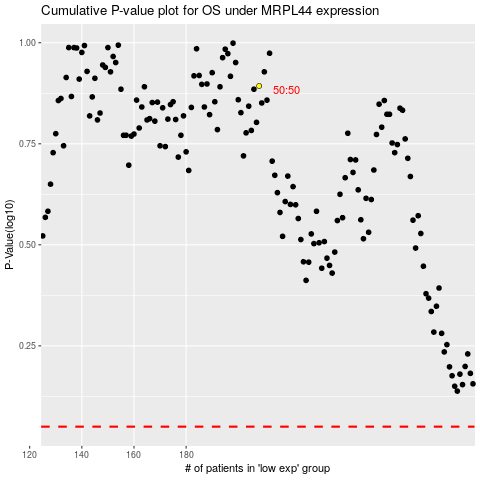 Cumulative P-value plot for OS under MRPL44 expression
P-Value(log10)
1.00
0.75
0.50
0.25
50:50
120 140 160 180
# of patients in 'low exp' group